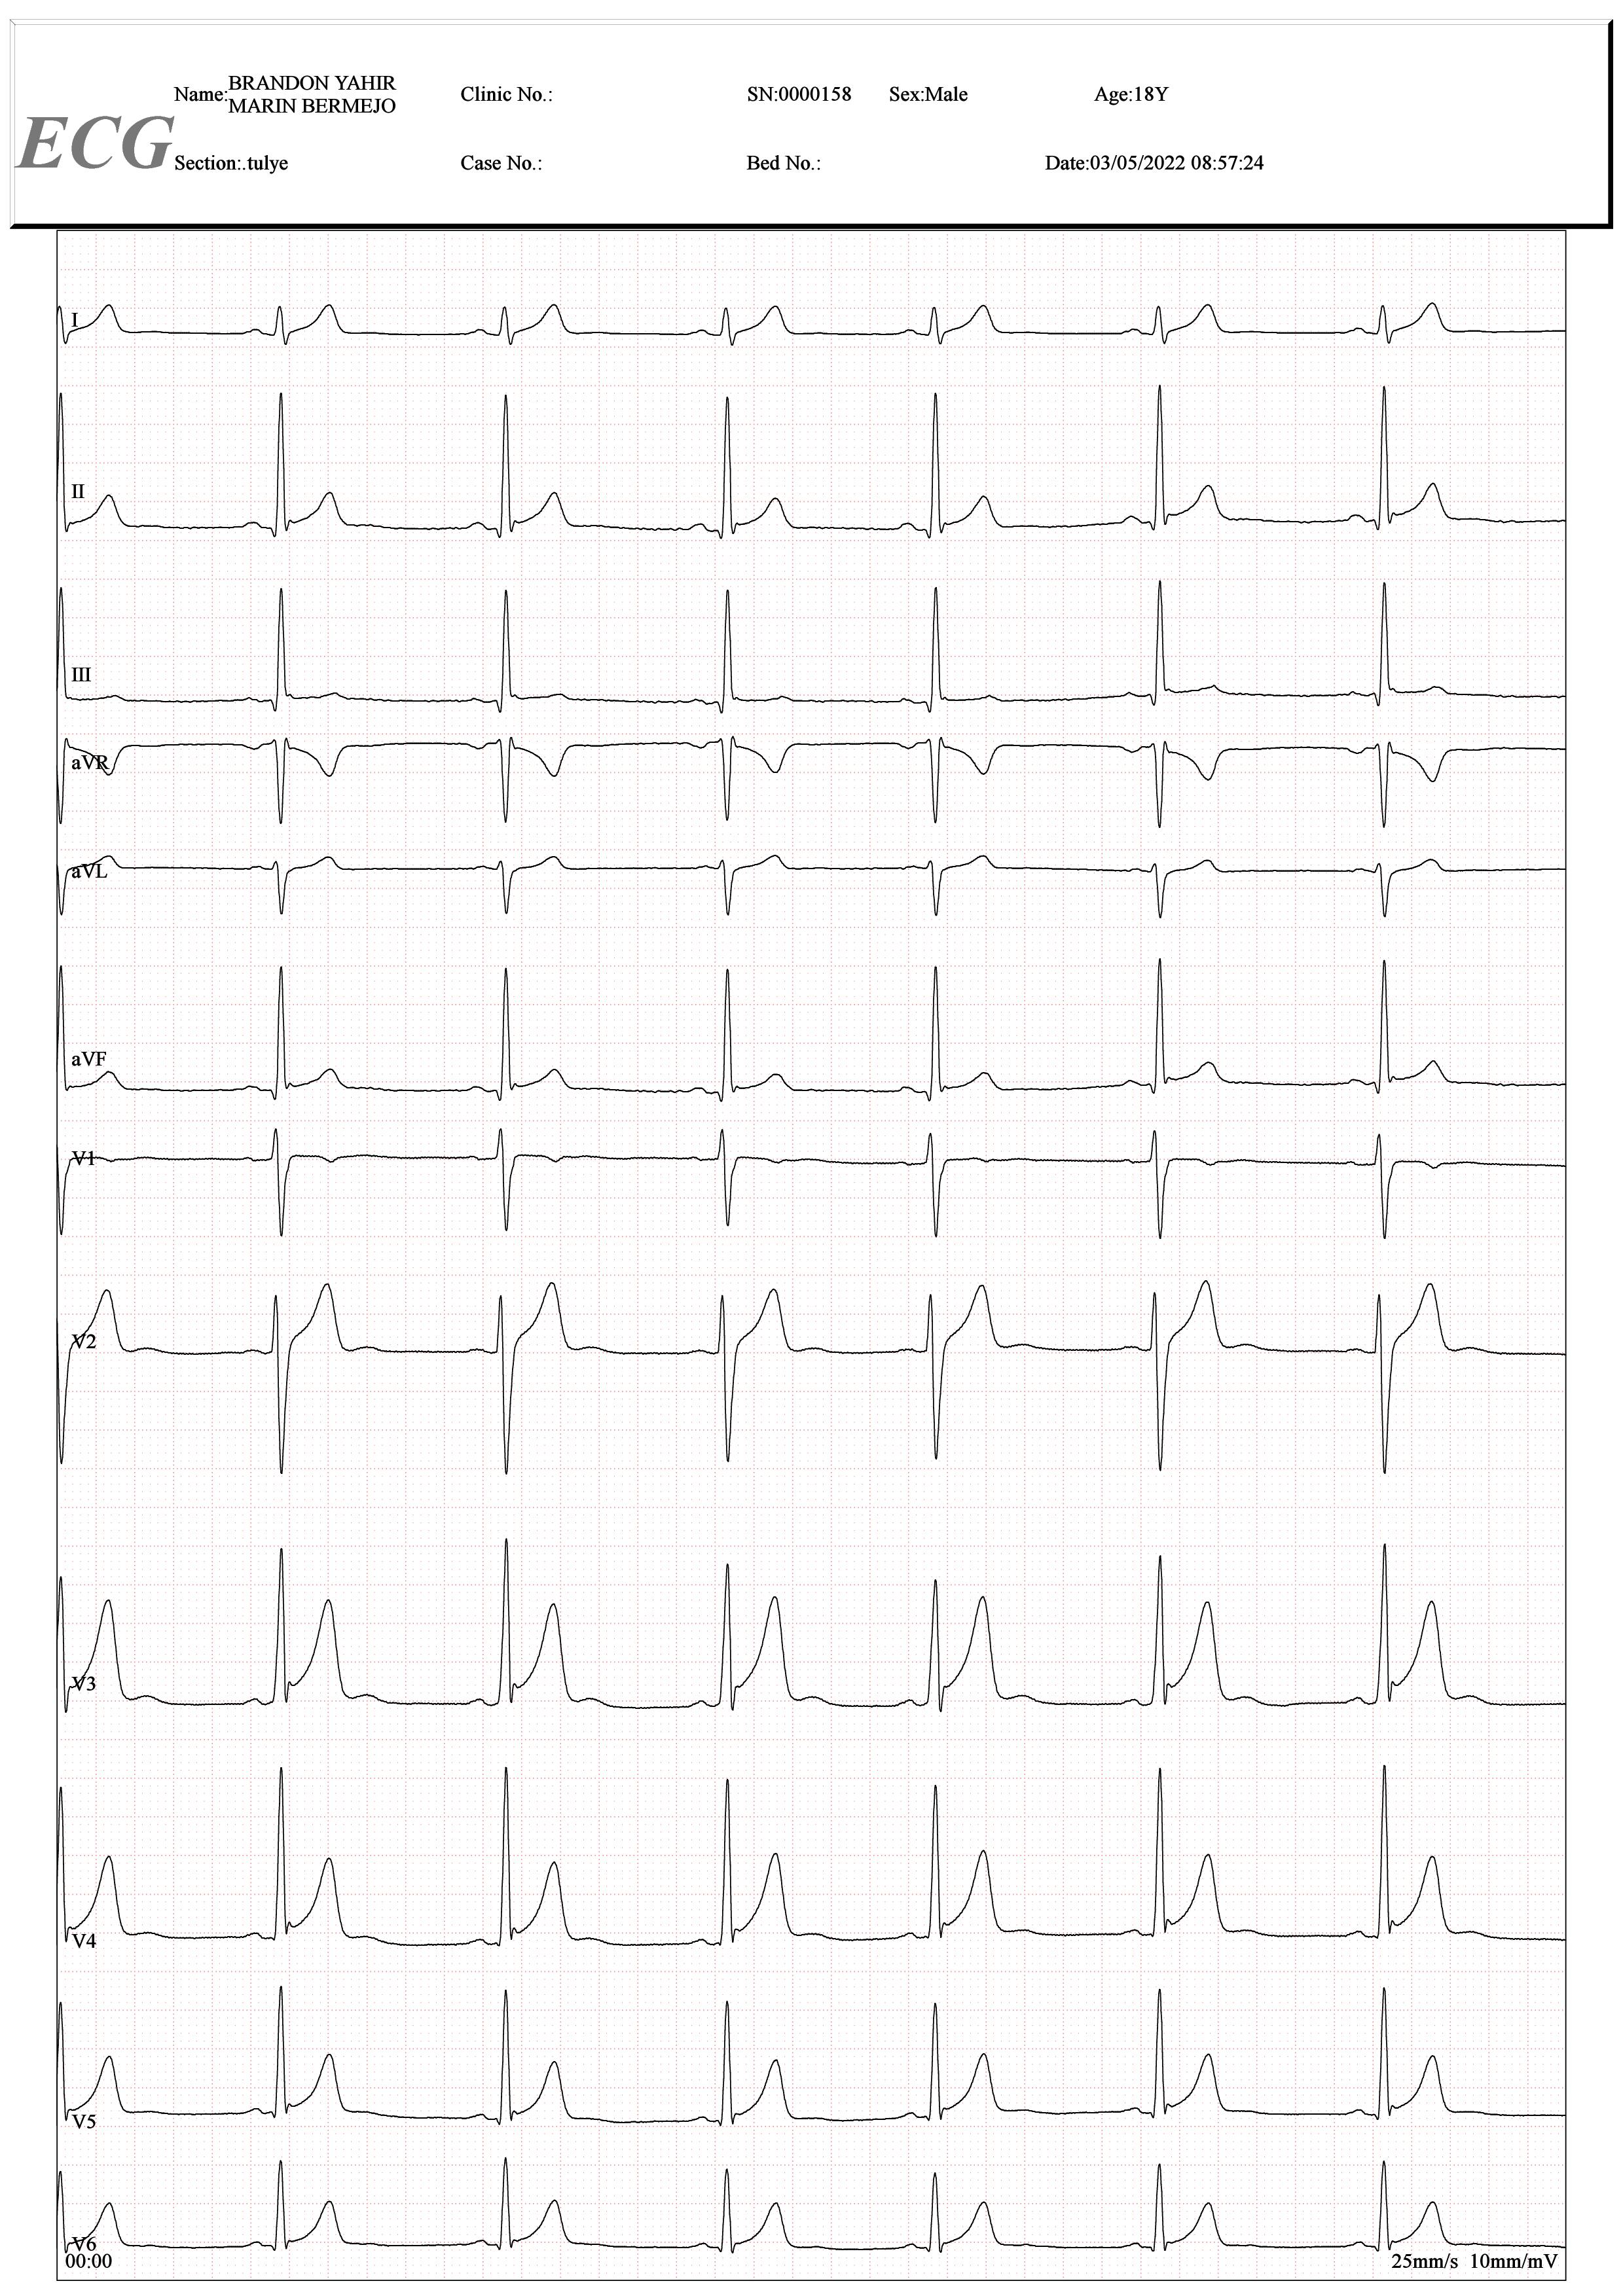 ECG
Name:BRANDON YAHIR MARIN BERMEJO Clinic No.: SN:0000158 Sex:Male Age:18Y
Section:.tulye Case No.: Bed No.: Date:03/05/2022 08:57:24
I
II
III
aVR
aVL
aVF
V1
V2
V3
V4
V5
V6
00:00 25mm/s 10mm/mV